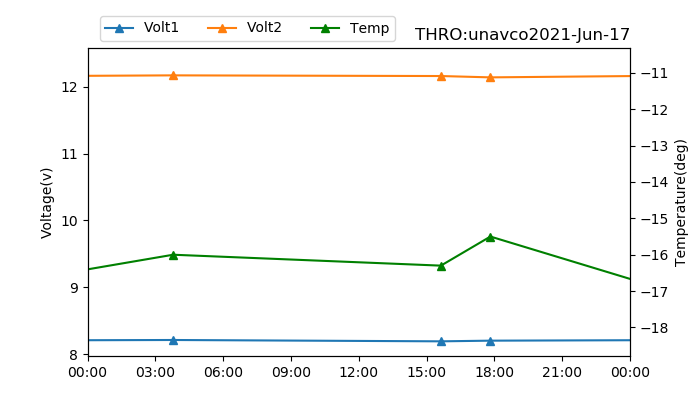 Volt1 Volt2 Temp
THRO:unavco2021-Jun-17
Voltage(v)
12
11
10
9
8
00:00 03:00 06:00 09:00 12:00 15:00 18:00 21:00 00:00
−11
−12
−13
−14
−15
−16
−17
−18
Temperature(deg)